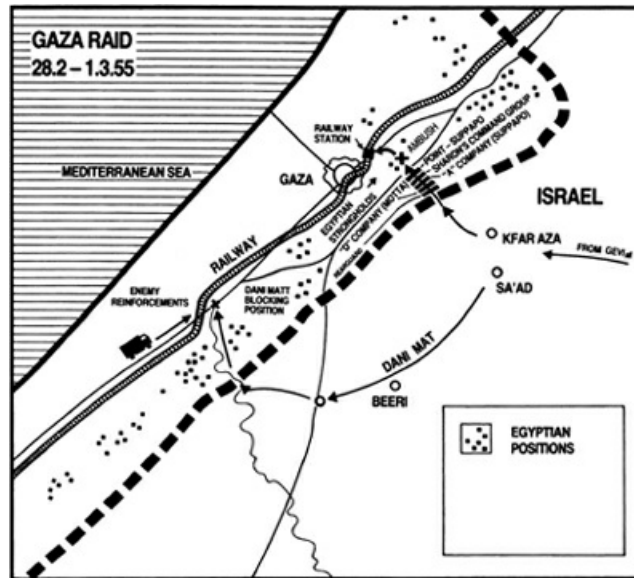 GAZA RAID
28.2 – 1.3.55
MEDITERRANEAN SEA
RAILWAY
STATION
AMBUSH
POINT – SUPPAPO
SHARON'S COMMAND GROUP
"A" COMPANY (SUPPAPO)
GAZA
EGYPTIAN
STRONGHOLDS
"D" COMPANY (MOTTA)
ISRAEL
KFAR AZA
FROM GEVIM
SA'AD
RAILWAY
ENEMY
REINFORCEMENTS
DANI MATT
BLOCKING
POSITION
DANI MAT
BEERI
EGYPTIAN
POSITIONS